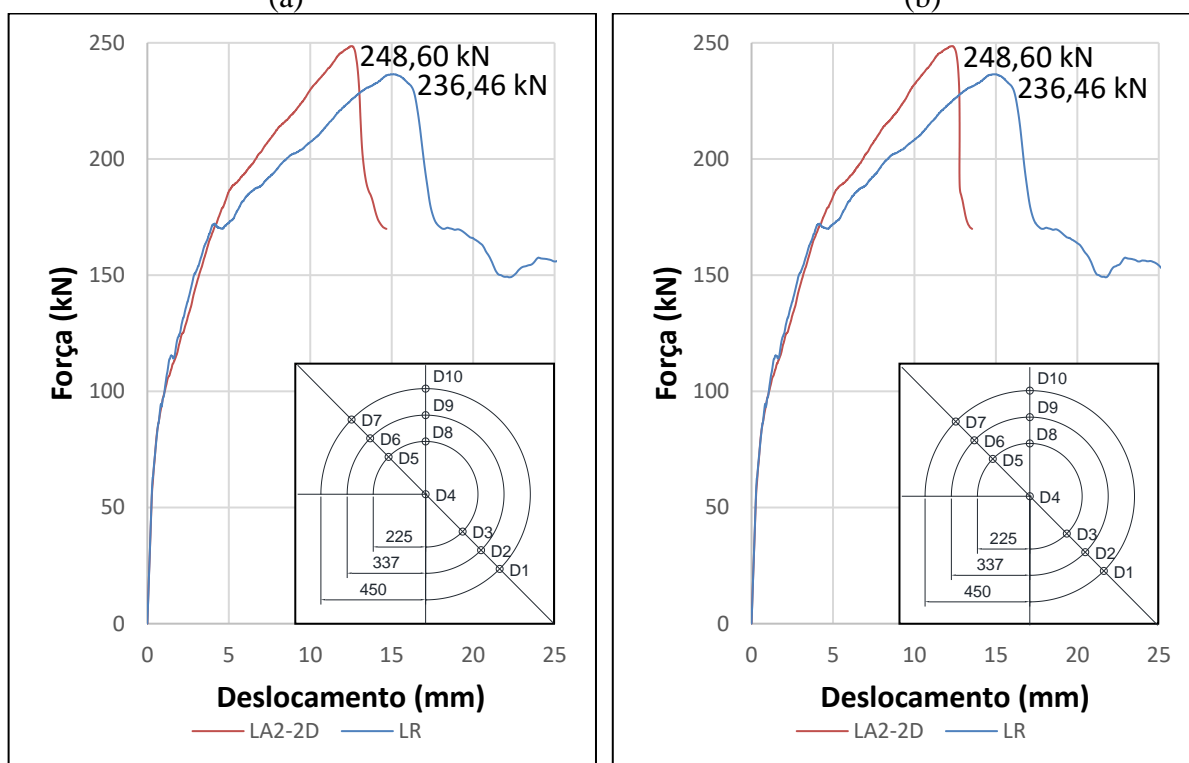 (a)
(b)
250
248,60 kN
236,46 kN
200
150
100
50
0
Força (kN)
D10
D9
D8
D7
D6
D5
D4
D3
D2
D1
225
337
450
0 5 10 15 20 25
Deslocamento (mm)
LA2-2D LR
250
248,60 kN
236,46 kN
200
150
100
50
0
Força (kN)
D10
D9
D8
D7
D6
D5
D4
D3
D2
D1
225
337
450
0 5 10 15 20 25
Deslocamento (mm)
LA2-2D LR